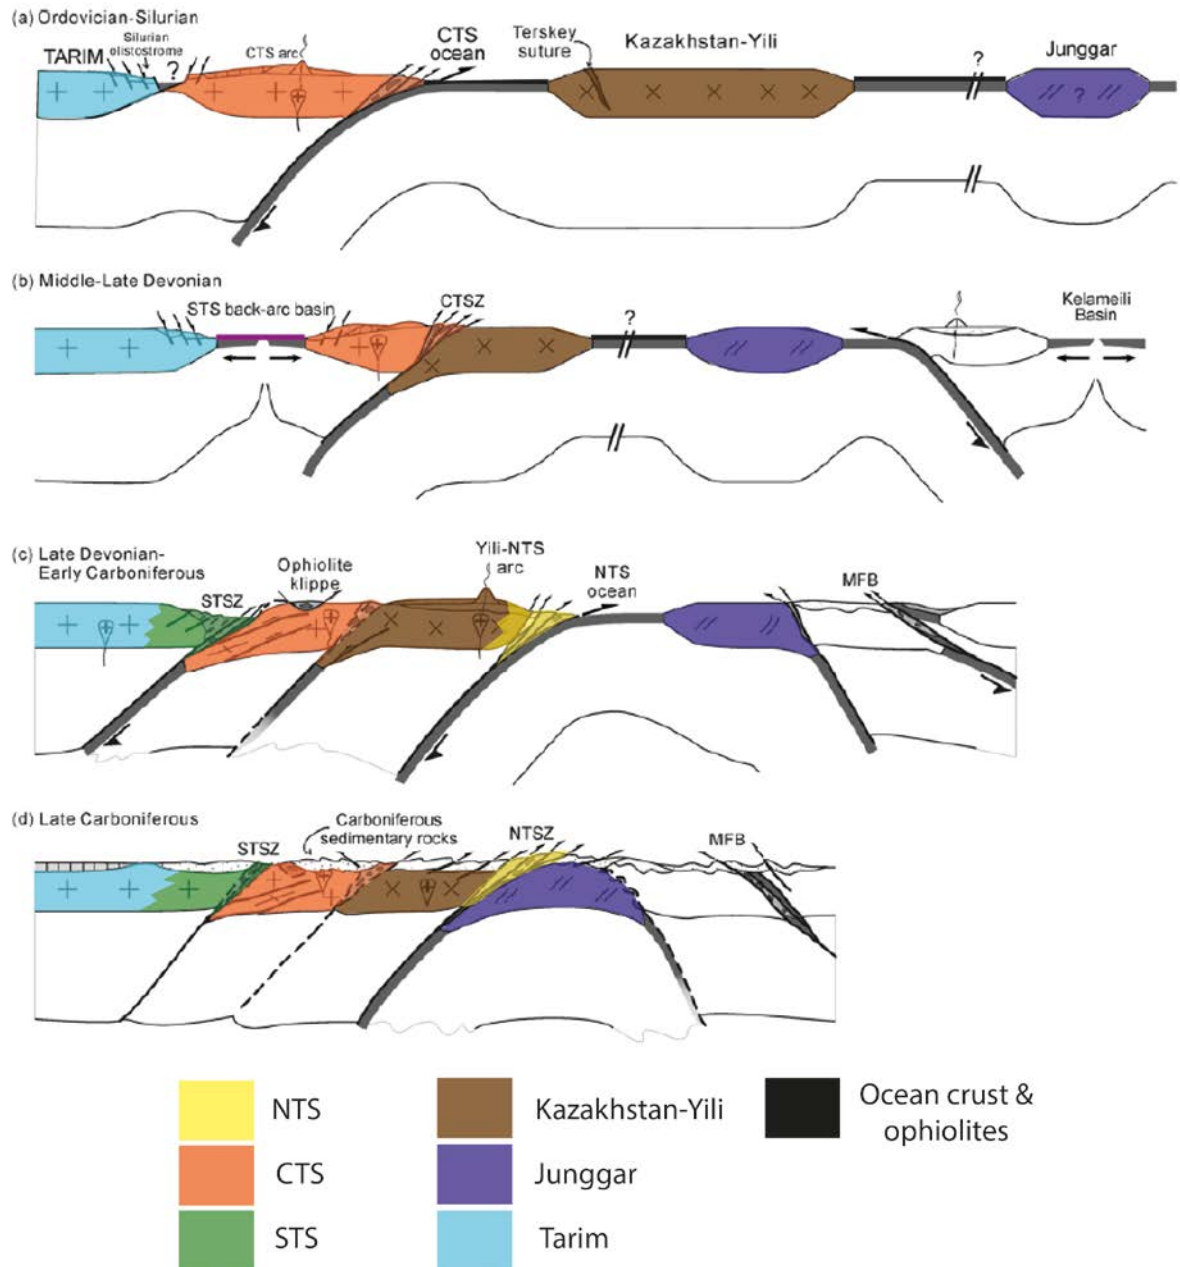 (a) Ordovician-Silurian
TARIM
Silurian
olistostrome
?
CTS arc
CTS
ocean
Terskey
suture
Kazakhstan-Yili
?
Junggar
?
(b) Middle-Late Devonian
STS back-arc basin
CTSZ
?
Kelameili
Basin
(c) Late Devonian-
Early Carboniferous
STSZ
Ophiolite
klippe
Yili-NTS
arc
NTS
ocean
MFB
(d) Late Carboniferous
STSZ
Carboniferous
sedimentary rocks
NTSZ
MFB
NTS
Kazakhstan-Yili
Ocean crust &
ophiolites
CTS
Junggar
STS
Tarim